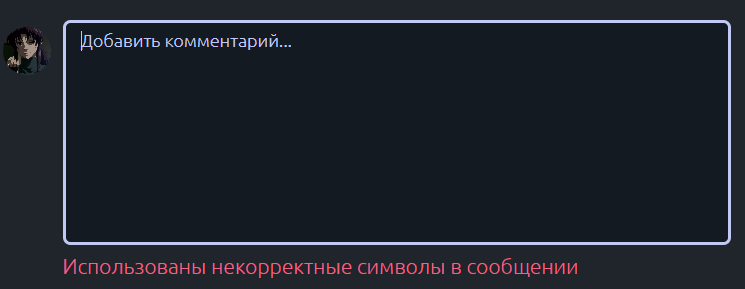 Добавить комментарий...
Использованы некорректные символы в сообщении